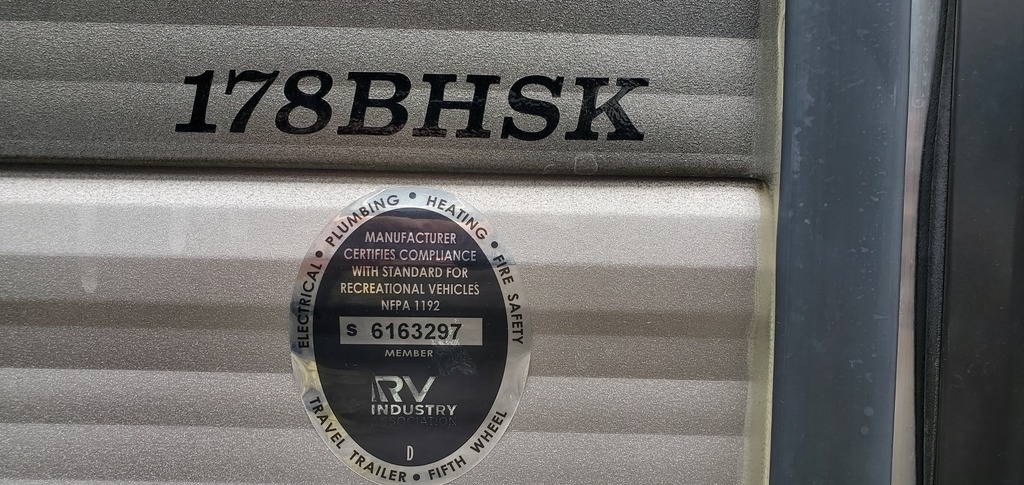 178BHSK
ELECTRICAL • PLUMBING • HEATING • FIRE SAFETY
MANUFACTURER
CERTIFIES COMPLIANCE
WITH STANDARD FOR
RECREATIONAL VEHICLES
NFPA 1192
S 6163297
MEMBER
RV
INDUSTRY
ASSOCIATION
D
TRAVEL TRAILER • FIFTH WHEEL